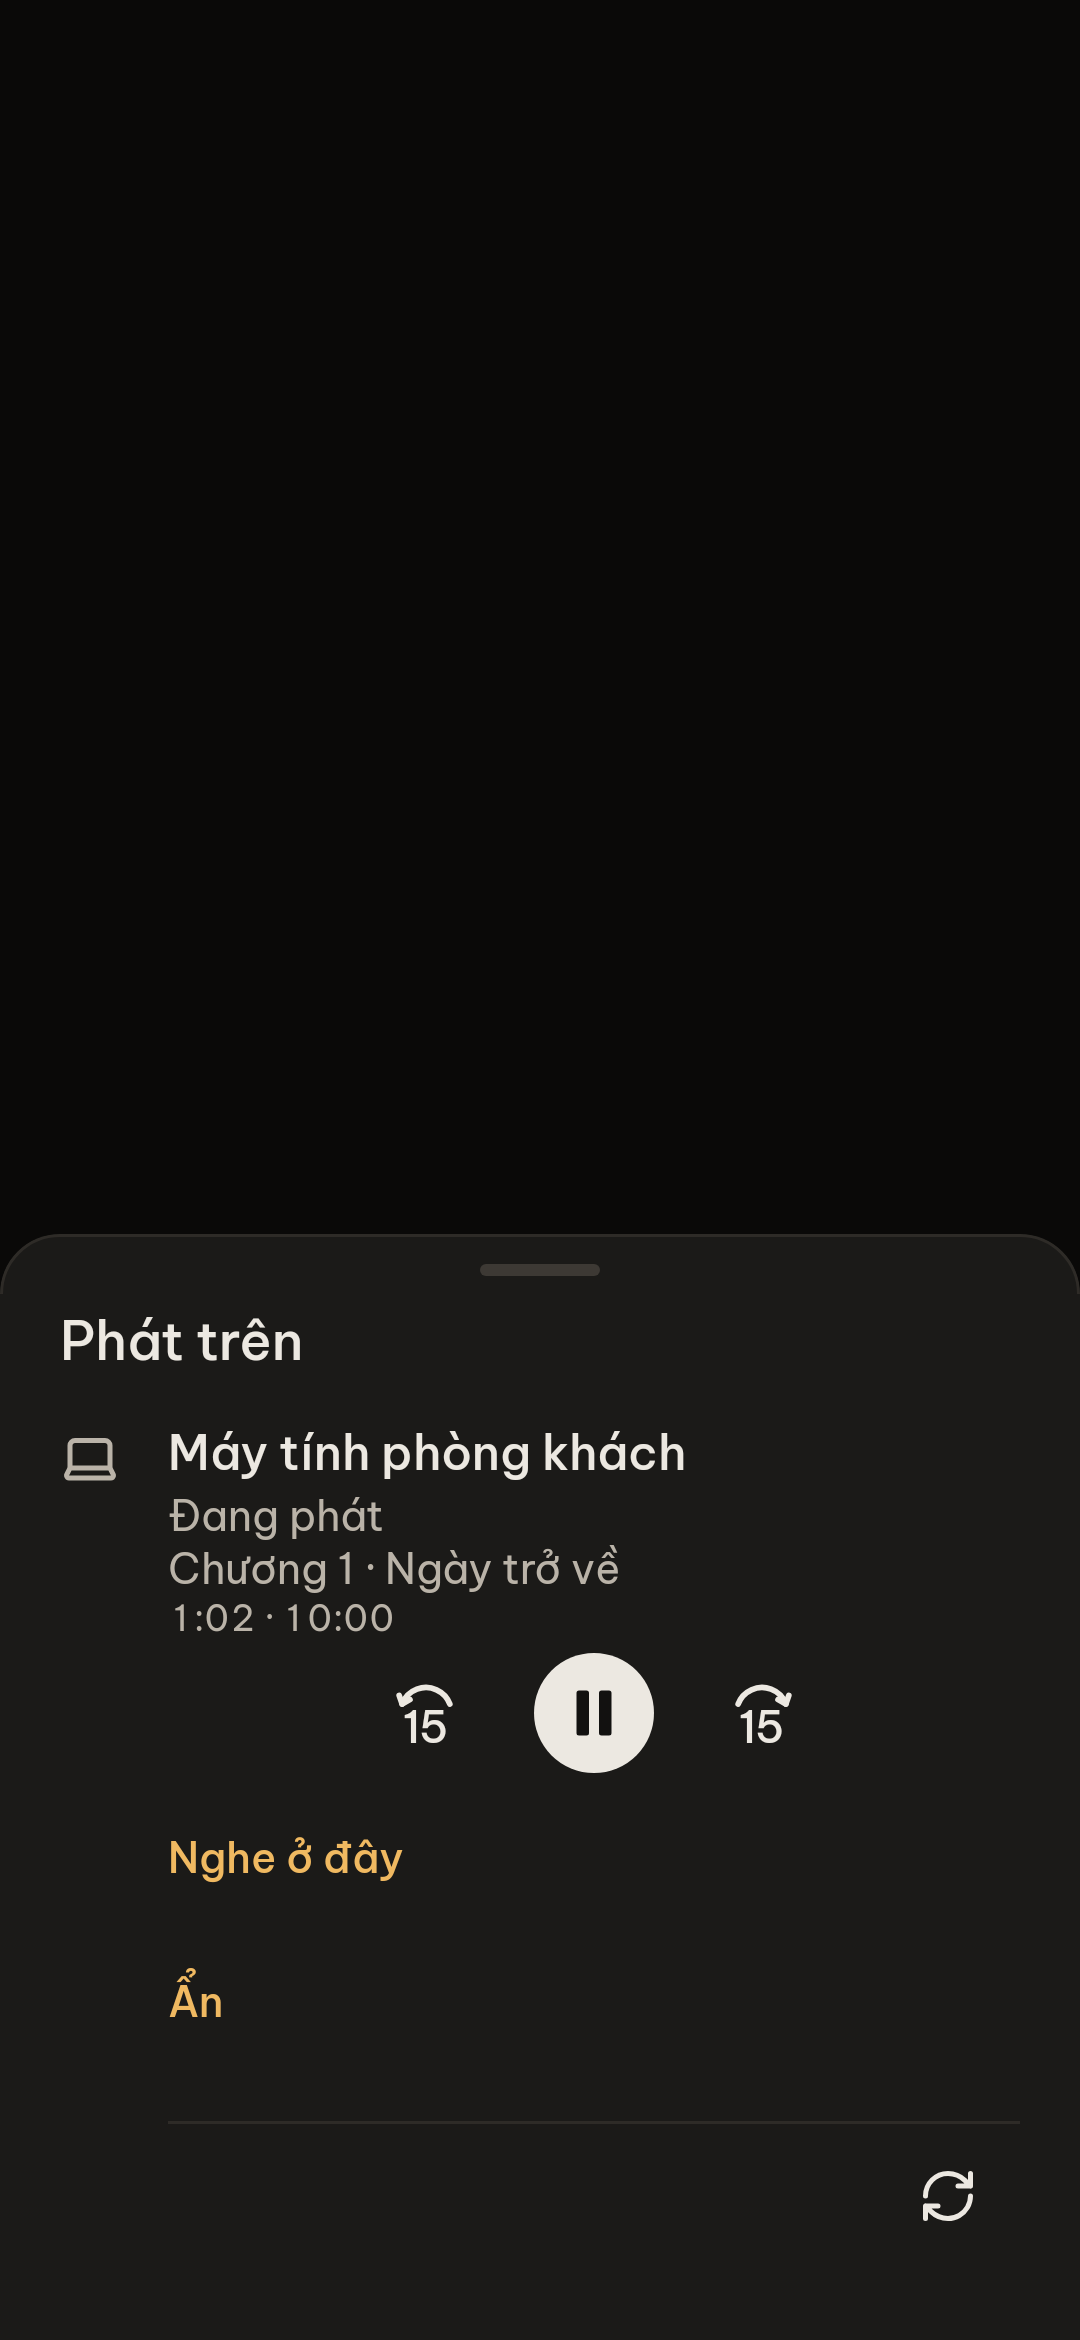 Phát trên
Máy tính phòng khách
Đang phát
Chương 1 · Ngày trở về
1:02 · 10:00
15
15
Nghe ở đây
Ẩn